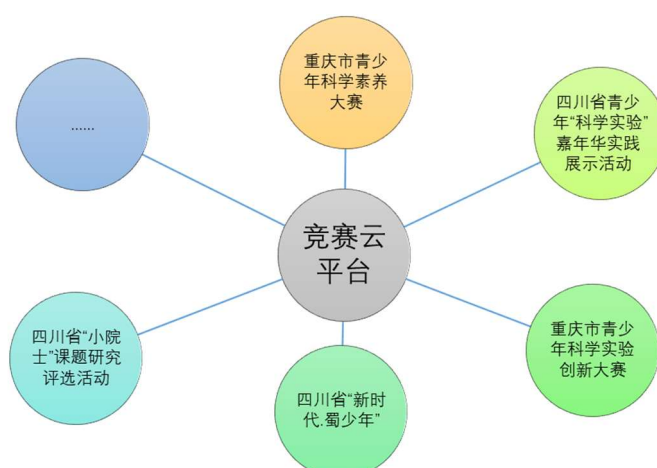 重庆市青少
年科学素养
大赛
......
四川省青少
年“科学实验”
嘉年华实践
展示活动
竞赛云
平台
四川省“小院
士”课题研究
评选活动
重庆市青少
年科学实验
创新大赛
四川省“新时
代.蜀少年”